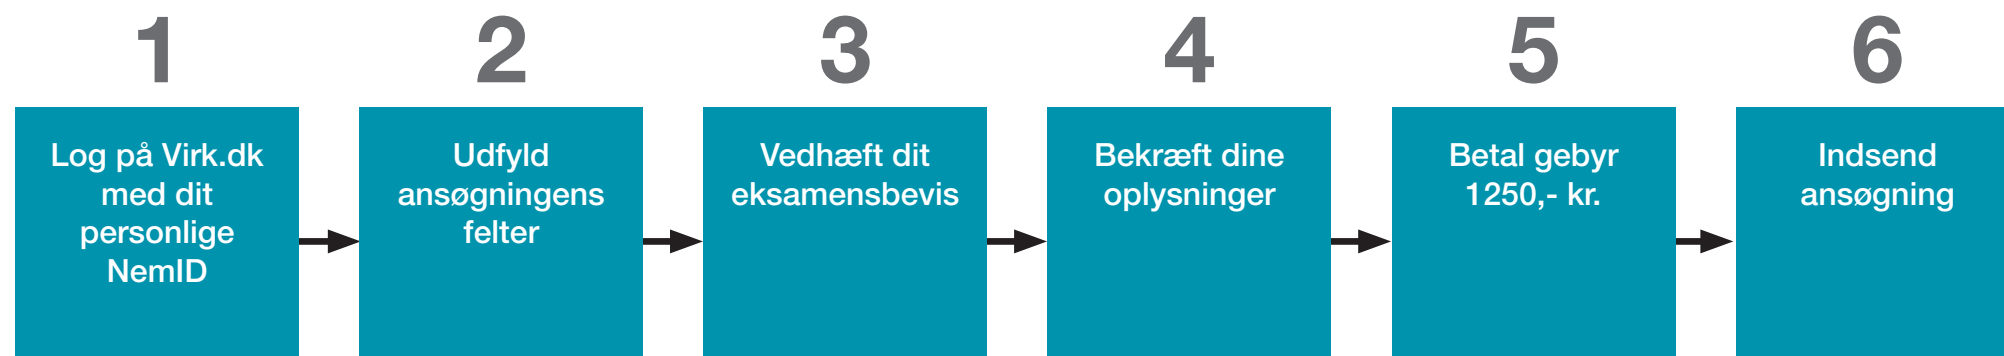 1
Log på Virk.dk
med dit
personlige
NemID
2
Udfyld
ansøgningens
felter
3
Vedhæft dit
eksamensbevis
4
Bekræft dine
oplysninger
5
Betal gebyr
1250,- kr.
6
Indsend
ansøgning